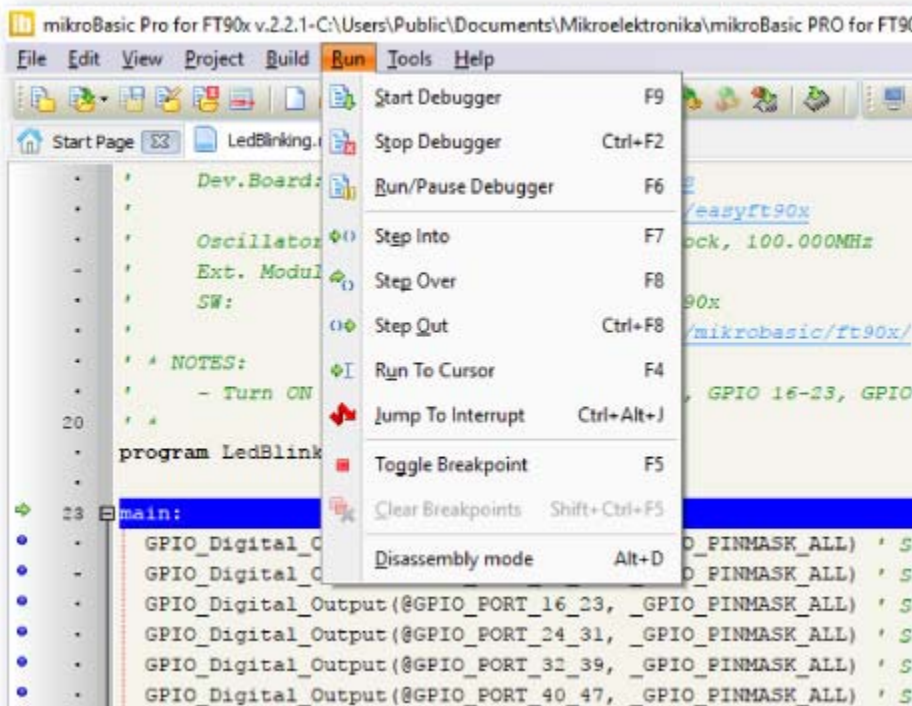 mikroBasic Pro for FT90x v.2.2.1-C:\Users\Public\Documents\Mikroelektronika\mikroBasic PRO for FT90
File Edit View Project Build Run Tools Help
Start Page LedBlinking.
Start Debugger F9
Stop Debugger Ctrl+F2
Run/Pause Debugger F6
Step Into F7
Step Over F8
Step Out Ctrl+F8
Run To Cursor F4
Jump To Interrupt Ctrl+Alt+J
Toggle Breakpoint F5
Clear Breakpoints Shift+Ctrl+F5
Disassembly mode Alt+D
' Dev.Board:
' /easyft90x
' Oscillator ock, 100.000MHz
' Ext. Modul
' SW: 90x
' /mikrobasic/ft90x/
' * NOTES:
' - Turn ON , GPIO 16-23, GPIO
20 ' *
program LedBlink
23 main:
GPIO_Digital_O O_PINMASK_ALL) ' S
GPIO_Digital_O O_PINMASK_ALL) ' S
GPIO_Digital_Output(@GPIO_PORT_16_23, _GPIO_PINMASK_ALL) ' S
GPIO_Digital_Output(@GPIO_PORT_24_31, _GPIO_PINMASK_ALL) ' S
GPIO_Digital_Output(@GPIO_PORT_32_39, _GPIO_PINMASK_ALL) ' S
GPIO_Digital_Output(@GPIO_PORT_40_47, _GPIO_PINMASK_ALL) ' S